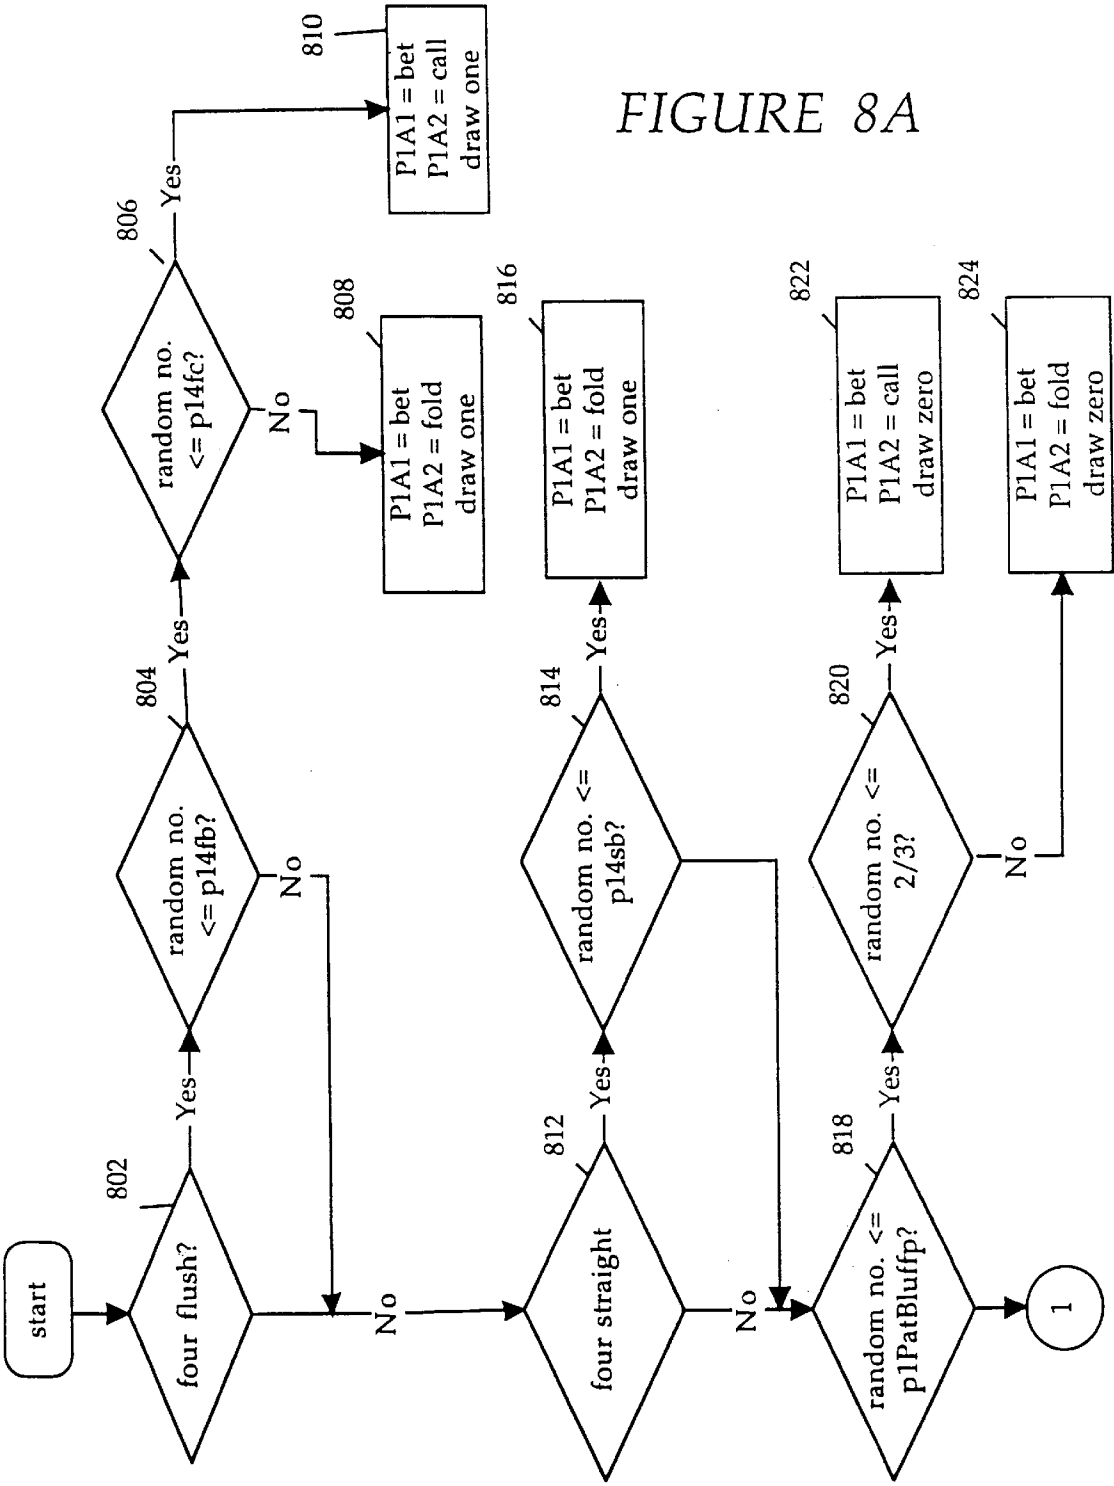 start
802
four flush?
Yes
804
random no.
<= p14fb?
Yes
806
random no.
<= p14fc?
Yes
810
P1A1 = bet
P1A2 = call
draw one
No
808
P1A1 = bet
P1A2 = fold
draw one
No
No
812
four straight
Yes
814
random no. <=
p14sb?
Yes
816
P1A1 = bet
P1A2 = fold
draw one
No
818
random no. <=
p1PatBluffp?
Yes
820
random no. <=
2/3?
Yes
822
P1A1 = bet
P1A2 = call
draw zero
No
824
P1A1 = bet
P1A2 = fold
draw zero
1
FIGURE 8A